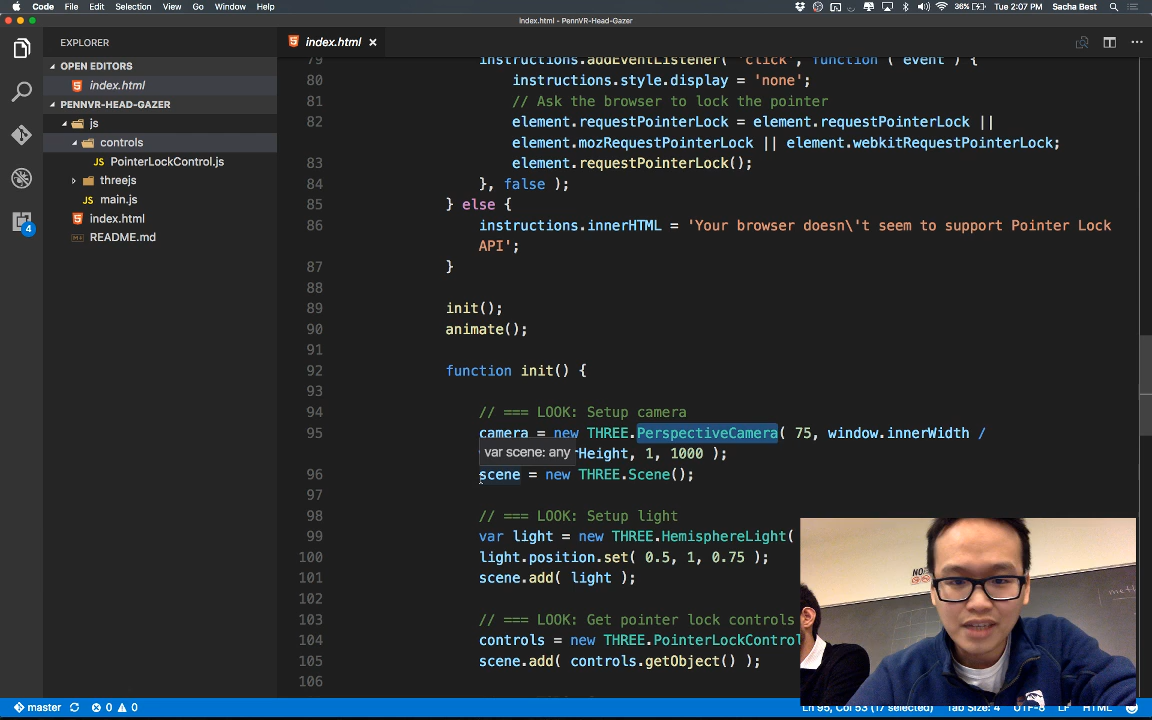 Code File Edit Selection View Go Window Help 36% Tue 2:07 PM Sacha Best
index.html - PennVR-Head-Gazer
EXPLORER
OPEN EDITORS
index.html
PENNVR-HEAD-GAZER
js
controls
PointerLockControl.js
threejs
main.js
index.html
README.md
4
index.html
79 instructions.addEventListener( 'click', function ( event ) {
80 instructions.style.display = 'none';
81 // Ask the browser to lock the pointer
82 element.requestPointerLock = element.requestPointerLock ||
element.mozRequestPointerLock || element.webkitRequestPointerLock;
83 element.requestPointerLock();
84 }, false );
85 } else {
86 instructions.innerHTML = 'Your browser doesn\'t seem to support Pointer Lock
API';
87 }
88
89 init();
90 animate();
91
92 function init() {
93
94 // === LOOK: Setup camera
95 camera = new THREE.PerspectiveCamera( 75, window.innerWidth /
var scene: any
Height, 1, 1000 );
96 scene = new THREE.Scene();
97
98 // === LOOK: Setup light
99 var light = new THREE.HemisphereLight(
100 light.position.set( 0.5, 1, 0.75 );
101 scene.add( light );
102
103 // === LOOK: Get pointer lock controls
104 controls = new THREE.PointerLockControl
105 scene.add( controls.getObject() );
106
NO
master 0 0 Ln 95, Col 53 (17 selected) Tab Size: 4 UTF-8 LF HTML